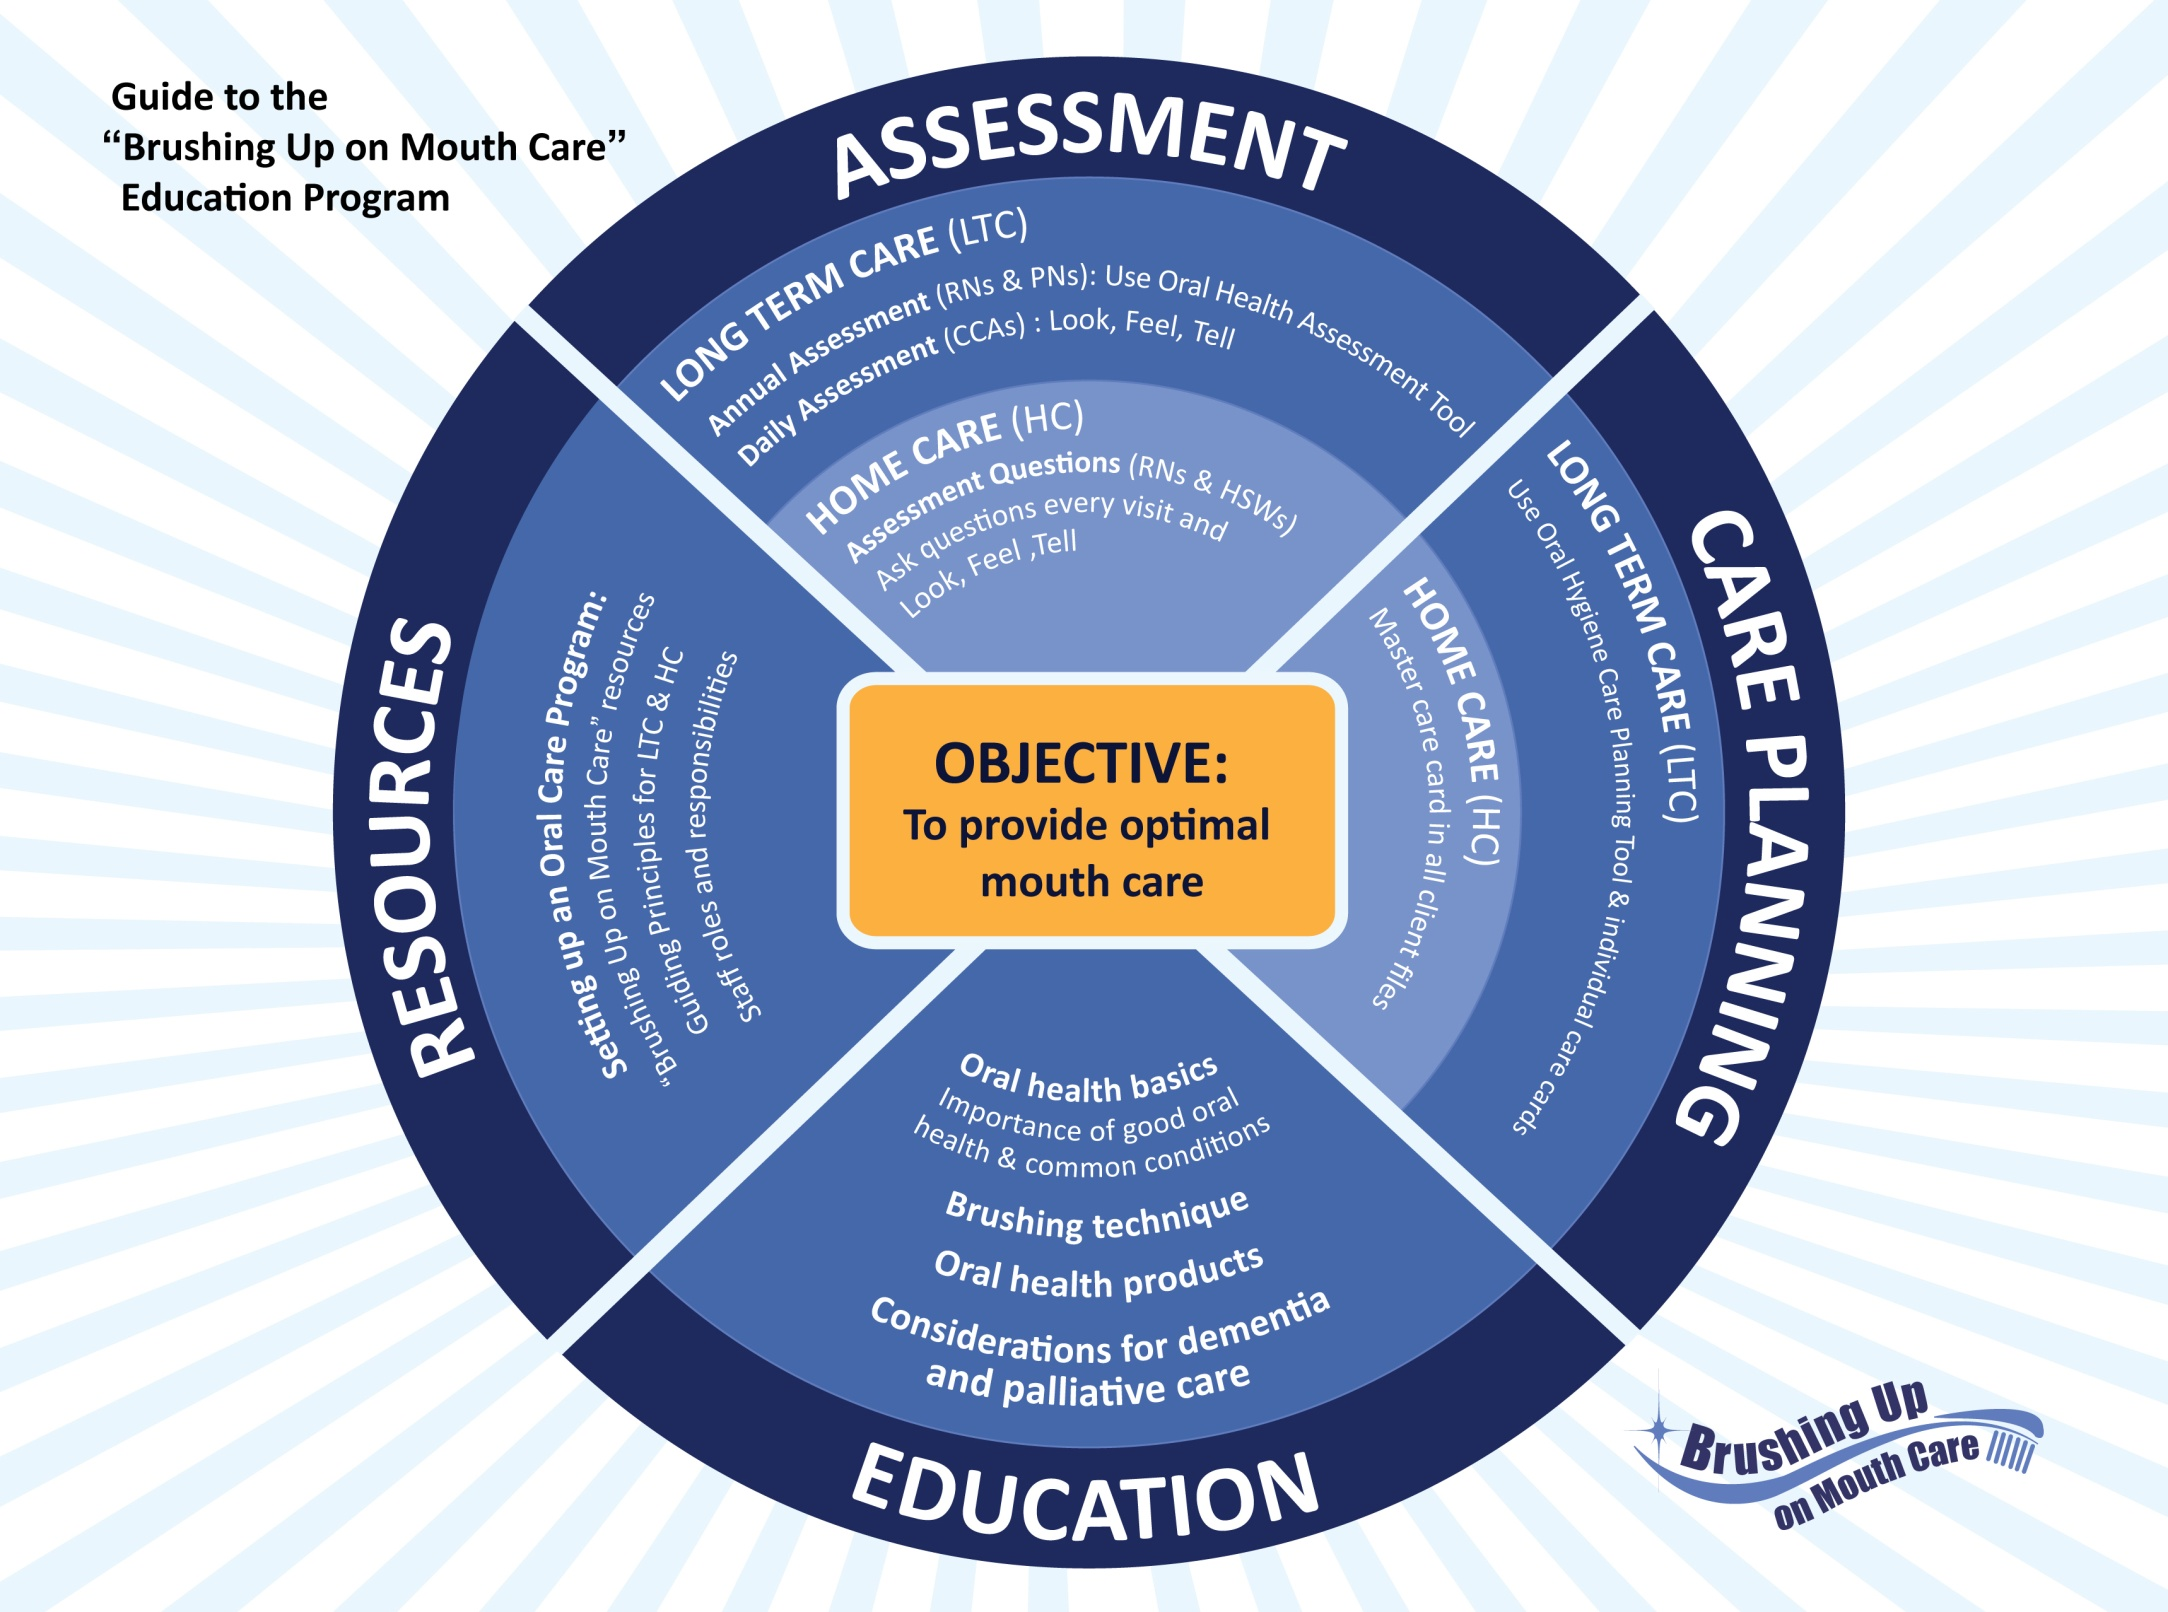 Guide to the
“Brushing Up on Mouth Care”
Education Program
ASSESSMENT
LONG TERM CARE (LTC)
Annual Assessment (RNs & PNs): Use Oral Health Assessment Tool
Daily Assessment (CCAs) : Look, Feel, Tell
HOME CARE (HC)
Assessment Questions (RNs & HSWs)
Ask questions every visit and
Look, Feel ,Tell
CARE PLANNING
LONG TERM CARE (LTC)
Use Oral Hygiene Care Planning Tool & individual care cards
HOME CARE (HC)
Master care card in all client files
OBJECTIVE:
To provide optimal
mouth care
RESOURCES
Setting up an Oral Care Program:
“Brushing Up on Mouth Care” resources
Guiding Principles for LTC & HC
Staff roles and responsibilities
Oral health basics
Importance of good oral
health & common conditions
Brushing technique
Oral health products
Considerations for dementia
and palliative care
EDUCATION
Brushing Up
on Mouth Care